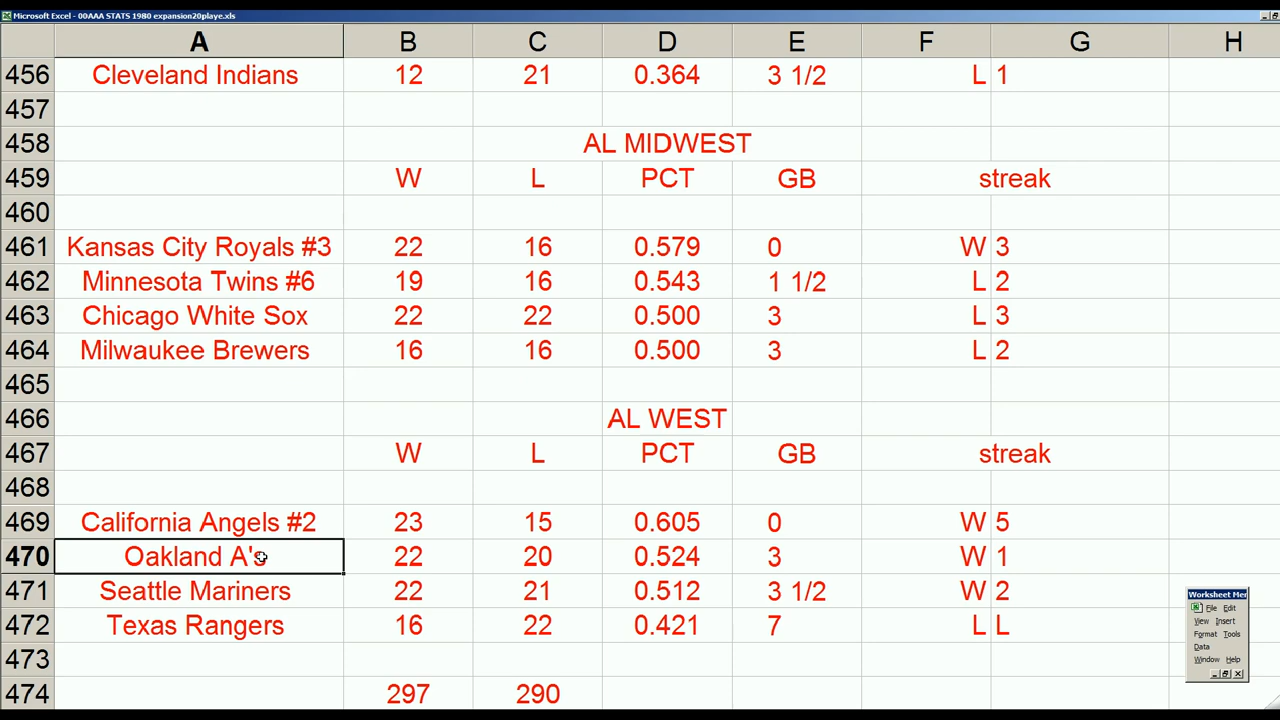 Microsoft Excel - 00AAA STATS 1980 expansion20playe.xls
A B C D E F G H
456 Cleveland Indians 12 21 0.364 3 1/2 L 1
457
458 AL MIDWEST
459 W L PCT GB streak
460
461 Kansas City Royals #3 22 16 0.579 0 W 3
462 Minnesota Twins #6 19 16 0.543 1 1/2 L 2
463 Chicago White Sox 22 22 0.500 3 L 3
464 Milwaukee Brewers 16 16 0.500 3 L 2
465
466 AL WEST
467 W L PCT GB streak
468
469 California Angels #2 23 15 0.605 0 W 5
470 Oakland A's 22 20 0.524 3 W 1
471 Seattle Mariners 22 21 0.512 3 1/2 W 2
472 Texas Rangers 16 22 0.421 7 L L
473
474 297 290
Worksheet Mer
File Edit
View Insert
Format Tools
Data
Window Help